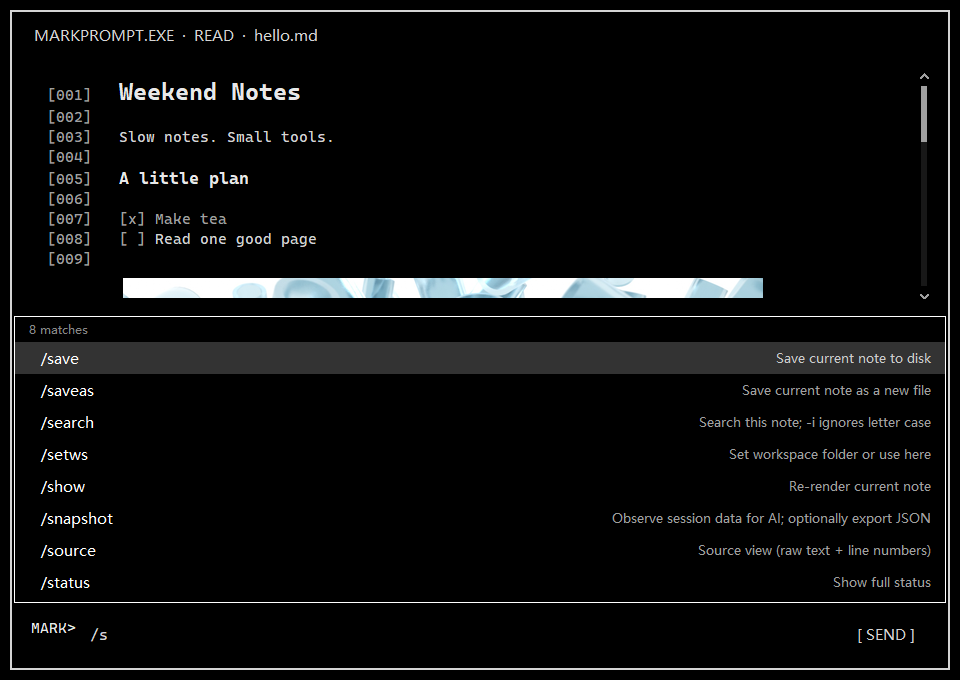 MARKPROMPT.EXE · READ · hello.md
[001] Weekend Notes
[002]
[003] Slow notes. Small tools.
[004]
[005] A little plan
[006]
[007] [x] Make tea
[008] [ ] Read one good page
[009]
8 matches
/save Save current note to disk
/saveas Save current note as a new file
/search Search this note; -i ignores letter case
/setws Set workspace folder or use here
/show Re-render current note
/snapshot Observe session data for AI; optionally export JSON
/source Source view (raw text + line numbers)
/status Show full status
MARK> /s [ SEND ]